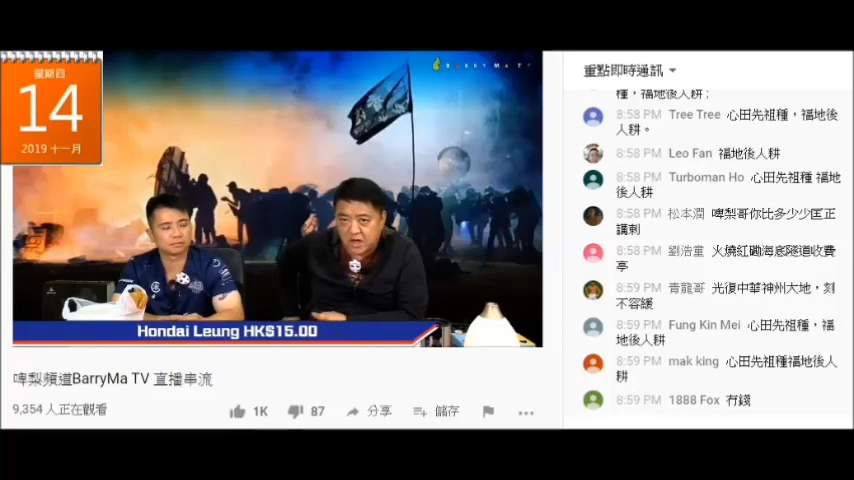 星期四
14
2019 十一月
BARRYMA TV
Hondai Leung HK$15.00
啤梨頻道BarryMa TV 直播串流
9,354 人正在觀看
1K
87
分享
儲存
重點即時通訊
種，福地後人耕；
8:58 PM Tree Tree 心田先祖種，福地後
人耕。
8:58 PM Leo Fan 福地後人耕
8:58 PM Turboman Ho 心田先祖種 福地
後人耕
8:58 PM 松本潤 啤梨哥你比多少少匡正
諷刺
8:58 PM 劉浩童 火燒紅磡海底隧道收費
亭
8:59 PM 青龍哥 光復中華神州大地，刻
不容緩
8:59 PM Fung Kin Mei 心田先祖種，福
地後人耕
8:59 PM mak king 心田先祖種福地後人
耕
8:59 PM 1888 Fox 冇錢